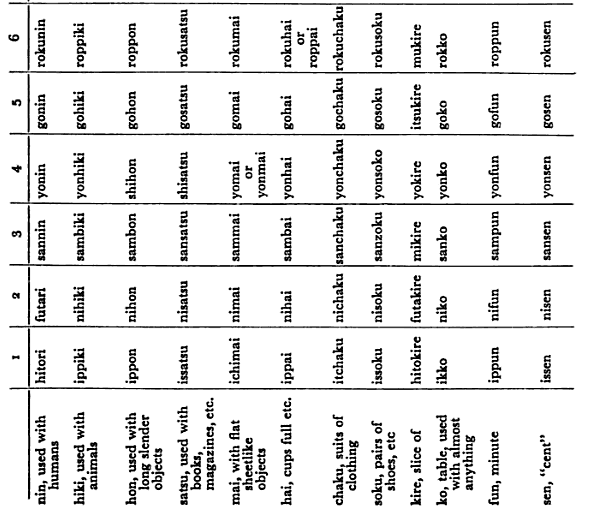 1 2 3 4 5 6
nin, used with humans hitori futari sannin yonin gonin rokunin
hiki, used with animals ippiki nihiki sambiki yonhiki gohiki roppiki
hon, used with long slender objects ippon nihon sambon shihon gohon roppon
satsu, used with books, magazines, etc. issatsu nisatsu sansatsu shisatsu gosatsu rokusatsu
mai, with flat sheetlike objects ichimai nimai sammai yomai or yonmai gomai rokumai
hai, cups full etc. ippai nihai sambai yonhai gohai rokuhai or roppai
chaku, suits of clothing itchaku nichaku sanchaku yonchaku gochaku rokuchaku
soku, pairs of shoes, etc issoku nisoku sanzoku yonsoko gosoku rokusoku
kire, slice of hitokire futakire mikire yokire itsukire mukire
ko, table, used with almost anything ikko niko sanko yonko goko rokko
fun, minute ippun nifun sampun yonfun gofun roppun
sen, "cent" issen nisen sansen yonsen gosen rokusen